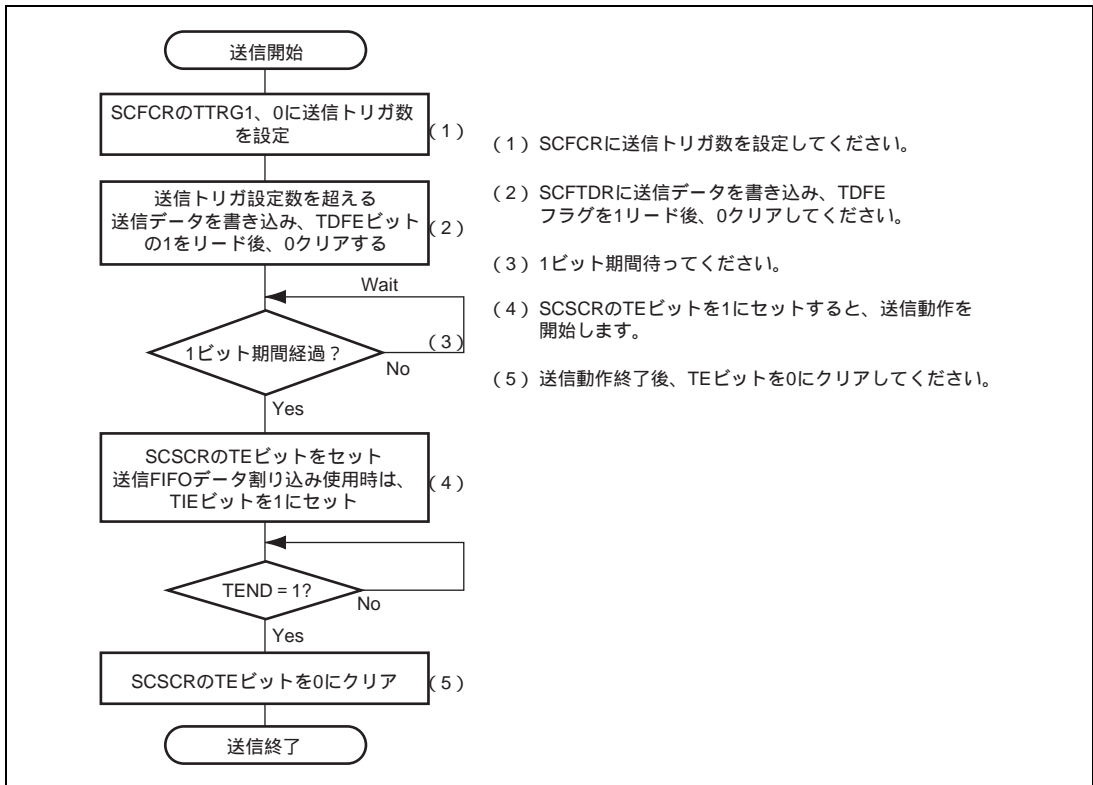 送信開始
SCFCRのTTRG1、0に送信トリガ数
を設定
(1)
送信トリガ設定数を超える
送信データを書き込み、TDFEビット
の1をリード後、0クリアする
(2)
Wait
1ビット期間経過?
(3)
No
Yes
SCSCRのTEビットをセット
送信FIFOデータ割り込み使用時は、
TIEビットを1にセット
(4)
TEND = 1?
No
Yes
SCSCRのTEビットを0にクリア
(5)
送信終了
(1)SCFCRに送信トリガ数を設定してください。
(2)SCFTDRに送信データを書き込み、TDFE
フラグを1リード後、0クリアしてください。
(3)1ビット期間待ってください。
(4)SCSCRのTEビットを1にセットすると、送信動作を
開始します。
(5)送信動作終了後、TEビットを0にクリアしてください。